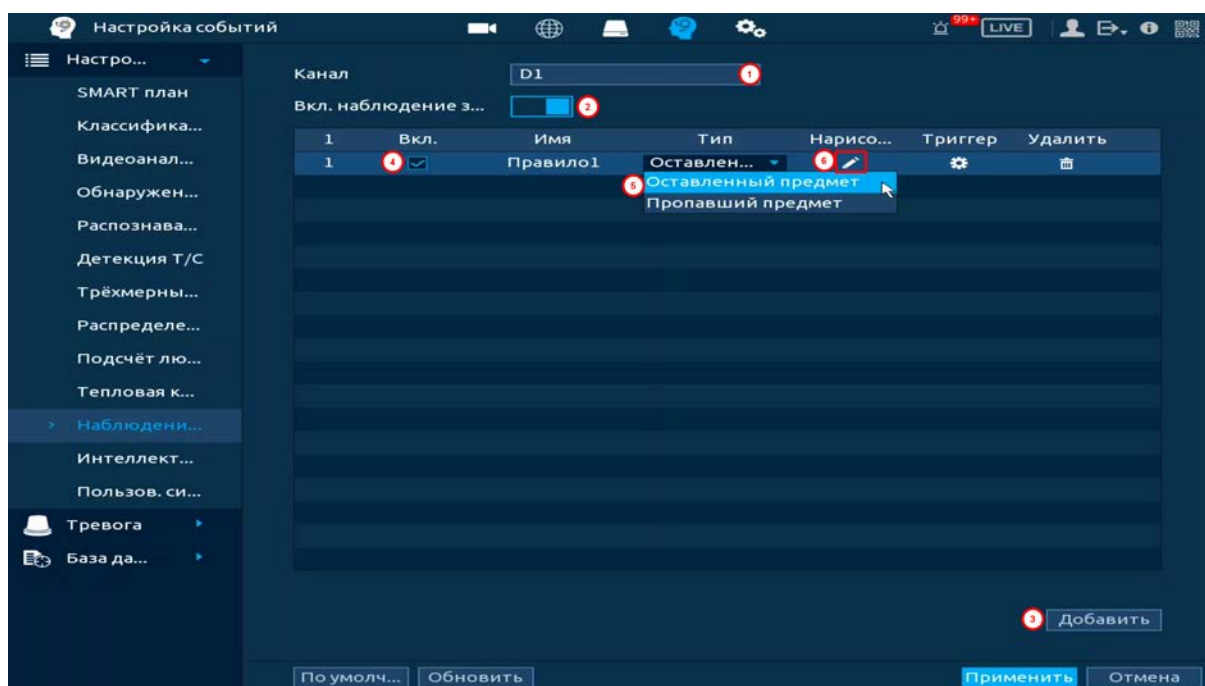 Настройка событий
99+
LIVE
Настро...
SMART план
Классифика...
Видеоанал...
Обнаружен...
Распознава...
Детекция Т/С
Трёхмерны...
Распределе...
Подсчёт лю...
Тепловая к...
Наблюдени...
Интеллект...
Пользов. си...
Тревога
База да...
Канал
D1
1
Вкл. наблюдение з...
2
1 Вкл. Имя Тип Нарисо... Триггер Удалить
1 4 Правило1 Оставлен... 6
5 Оставленный предмет
Пропавший предмет
3 Добавить
По умолч... Обновить Применить Отмена